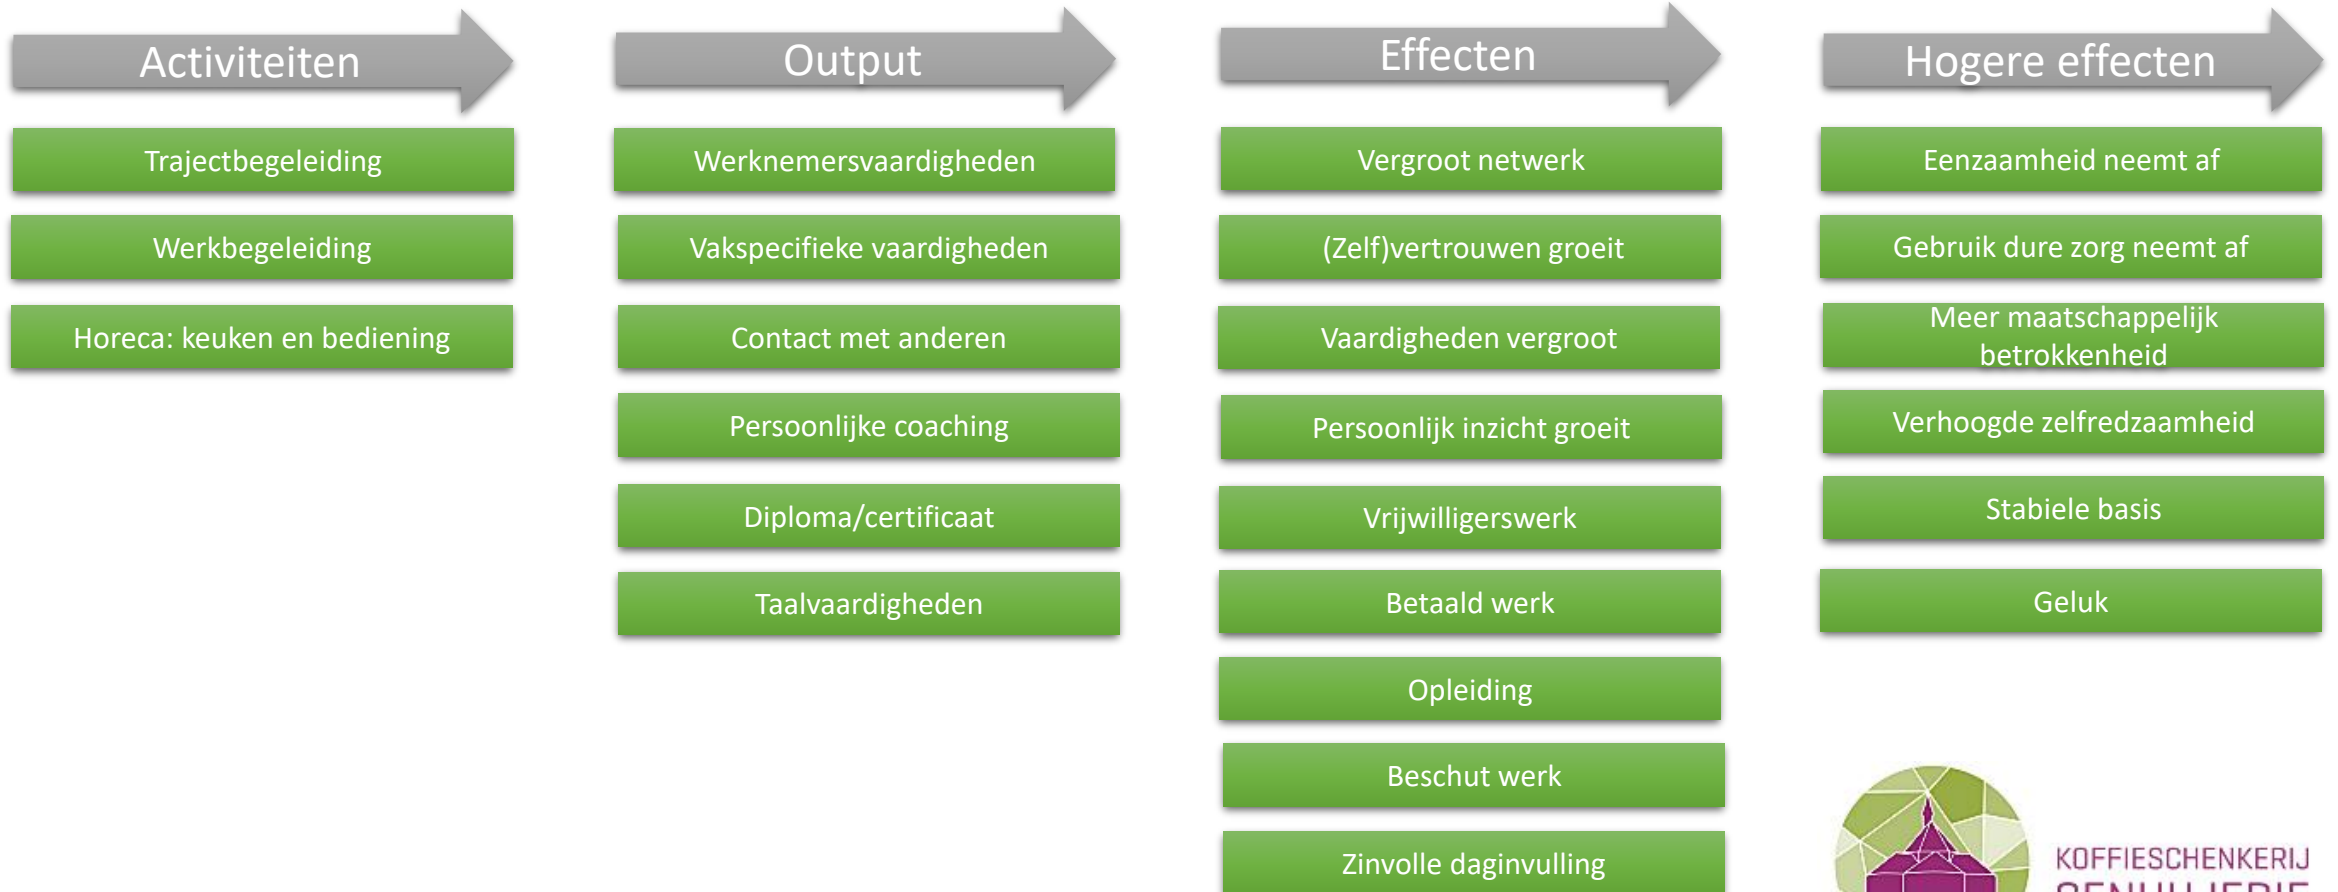 Activiteiten
Trajectbegeleiding
Werkbegeleiding
Horeca: keuken en bediening
Output
Werknemersvaardigheden
Vakspecifieke vaardigheden
Contact met anderen
Persoonlijke coaching
Diploma/certificaat
Taalvaardigheden
Effecten
Vergroot netwerk
(Zelf)vertrouwen groeit
Vaardigheden vergroot
Persoonlijk inzicht groeit
Vrijwilligerswerk
Betaald werk
Opleiding
Beschut werk
Zinvolle daginvulling
Hogere effecten
Eenzaamheid neemt af
Gebruik dure zorg neemt af
Meer maatschappelijk
betrokkenheid
Verhoogde zelfredzaamheid
Stabiele basis
Geluk
KOFFIESCHENKERIJ